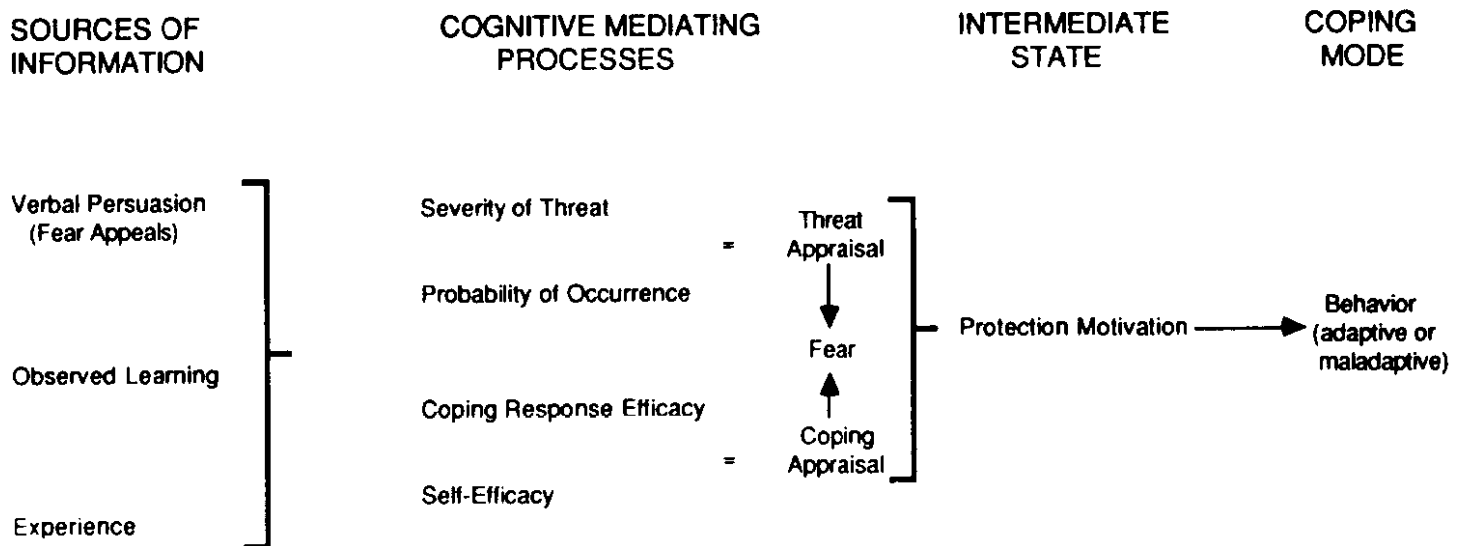 SOURCES OF
INFORMATION
COGNITIVE MEDIATING
PROCESSES
INTERMEDIATE
STATE
COPING
MODE
Verbal Persuasion
(Fear Appeals)
Observed Learning
Experience
Severity of Threat
=
Probability of Occurrence
Threat
Appraisal
Fear
Coping Response Efficacy
=
Self-Efficacy
Coping
Appraisal
Protection Motivation
Behavior
(adaptive or
maladaptive)